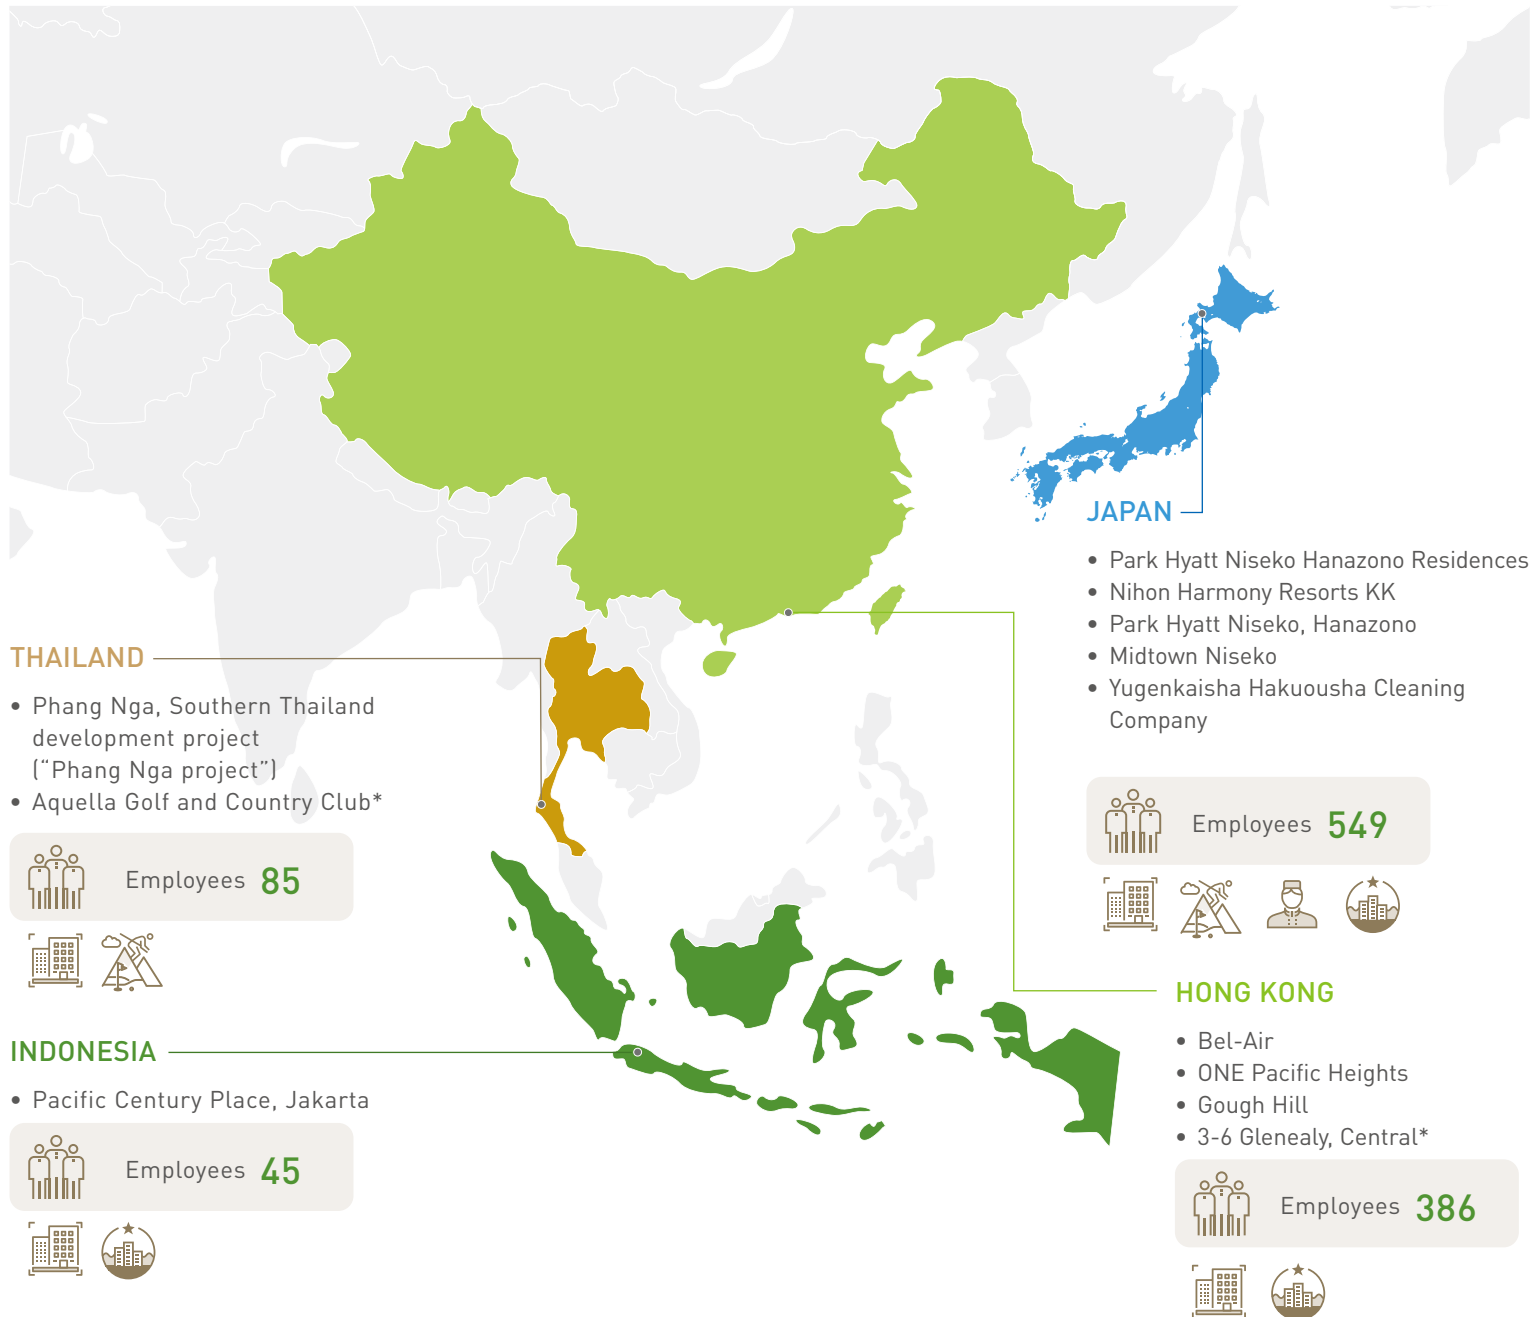 JAPAN
• Park Hyatt Niseko Hanazono Residences
• Nihon Harmony Resorts KK
• Park Hyatt Niseko, Hanazono
• Midtown Niseko
• Yugenkaisha Hakuousha Cleaning
Company
Employees 549
THAILAND
• Phang Nga, Southern Thailand
development project
(“Phang Nga project”)
• Aquella Golf and Country Club*
Employees 85
INDONESIA
• Pacific Century Place, Jakarta
Employees 45
HONG KONG
• Bel-Air
• ONE Pacific Heights
• Gough Hill
• 3-6 Glenealy, Central*
Employees 386